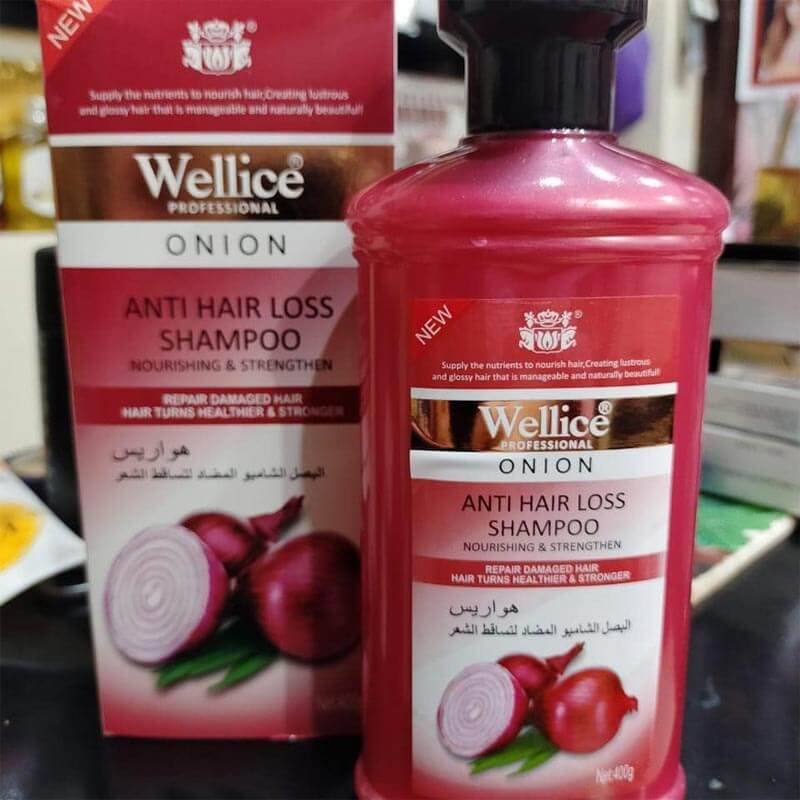 NEW
Supply the nutrients to nourish hair,Creating lustrous
and glossy hair that is manageable and naturally beautiful!
Wellice®
PROFESSIONAL
ONION
ANTI HAIR LOSS
SHAMPOO
NOURISHING & STRENGTHEN
REPAIR DAMAGED HAIR
HAIR TURNS HEALTHIER & STRONGER
هواريس
البصل الشامبو المضاد لتساقط الشعر
NEW
Supply the nutrients to nourish hair,Creating lustrous
and glossy hair that is manageable and naturally beautiful!
Wellice®
PROFESSIONAL
ONION
ANTI HAIR LOSS
SHAMPOO
NOURISHING & STRENGTHEN
REPAIR DAMAGED HAIR
HAIR TURNS HEALTHIER & STRONGER
هواريس
البصل الشامبو المضاد لتساقط الشعر
Net:400g